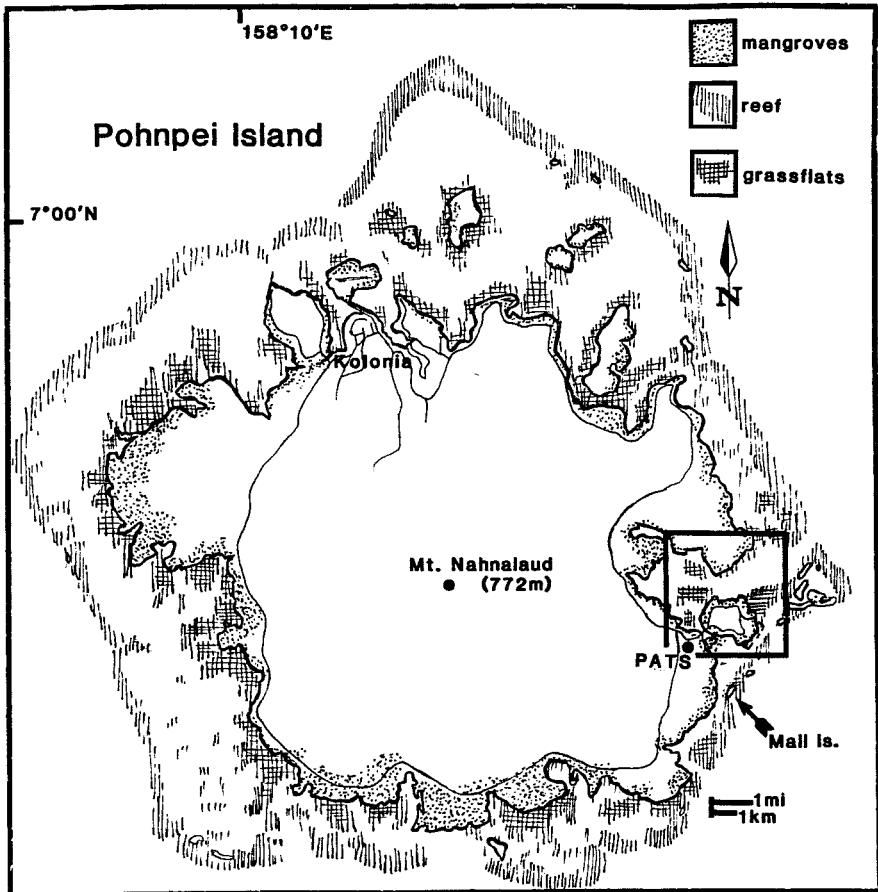 158°10'E
mangroves
reef
Pohnpei Island
grassflats
7°00'N
N
Kolonia
Mt. Nahnalaud
(772m)
PATS
Mall Is.
1mi
1km